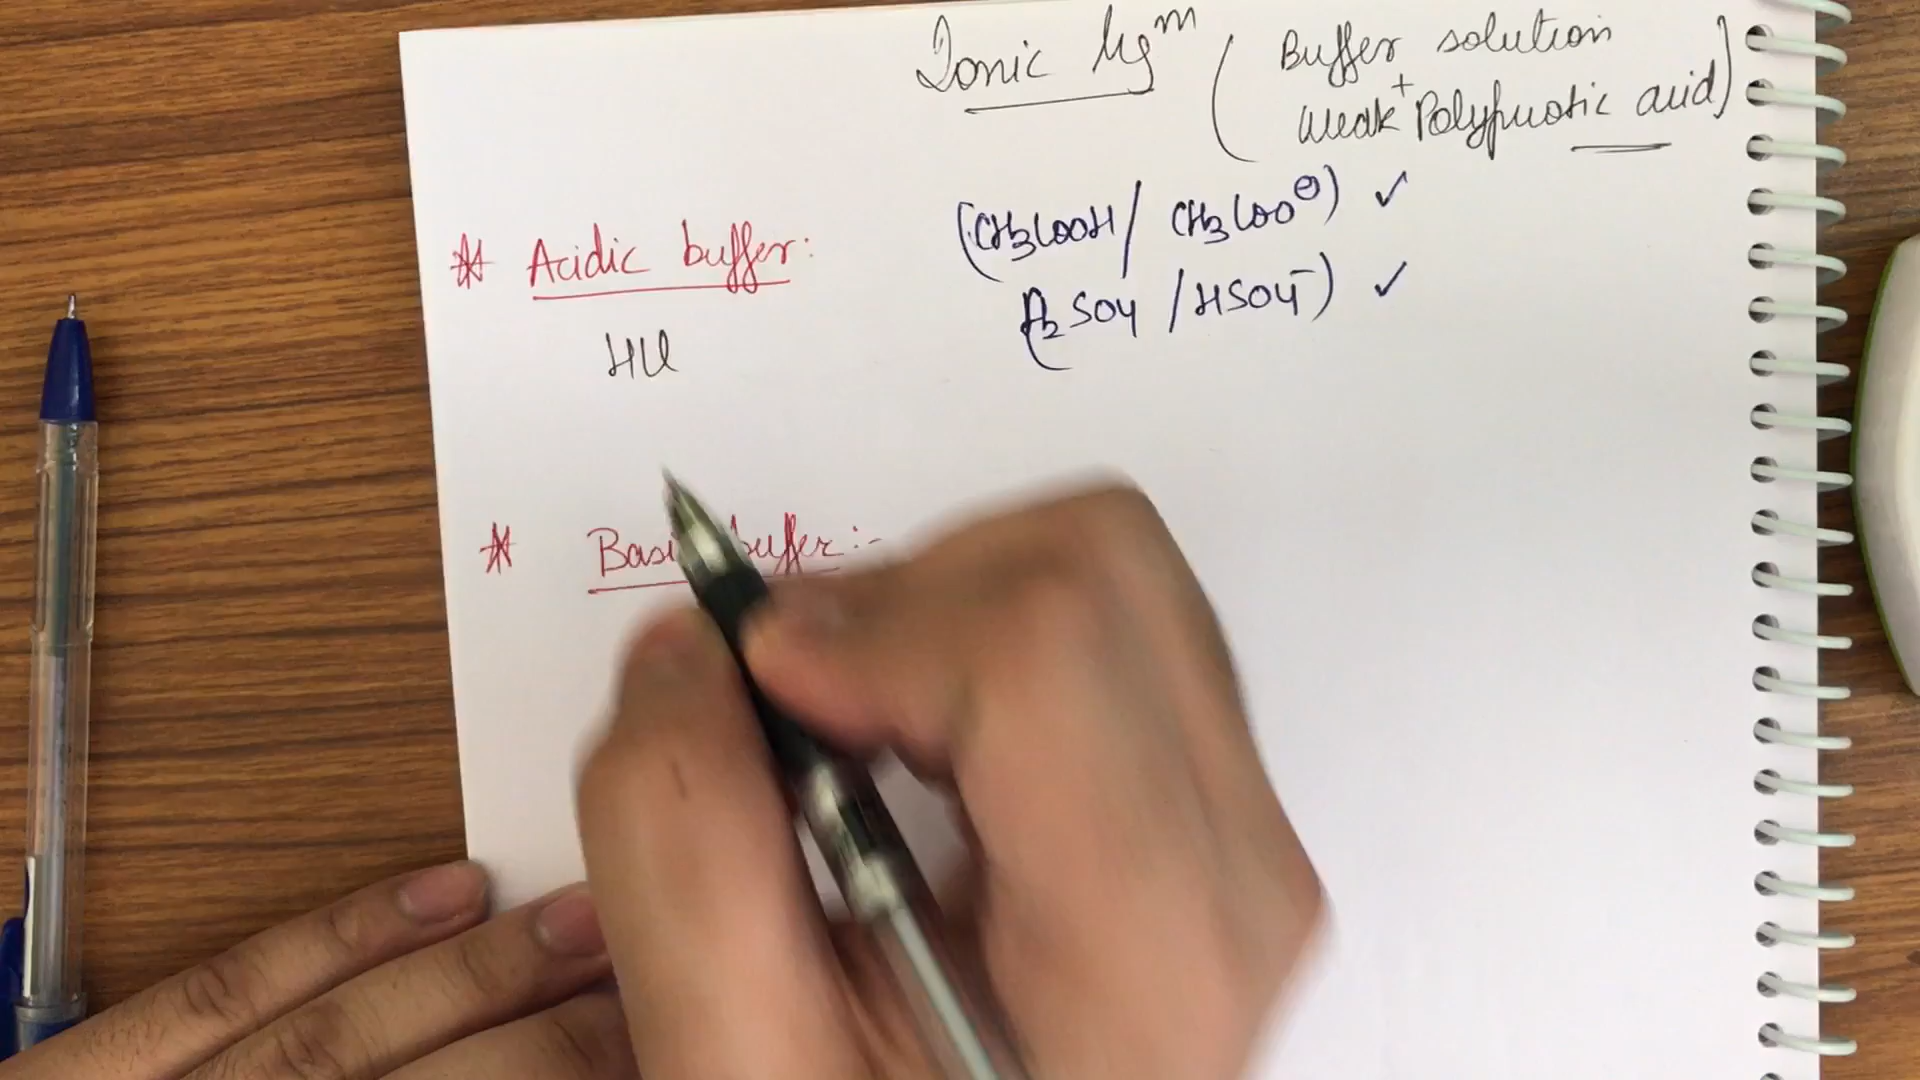 Ionic Eqᵐ ( Buffer solution
+
Weak Polyprotic acid)
(CH3COOH / CH3COO⊖) ✓
* Acidic buffer:
(H2SO4 / HSO4⁻) ✓
HCl
* Basic buffer:-